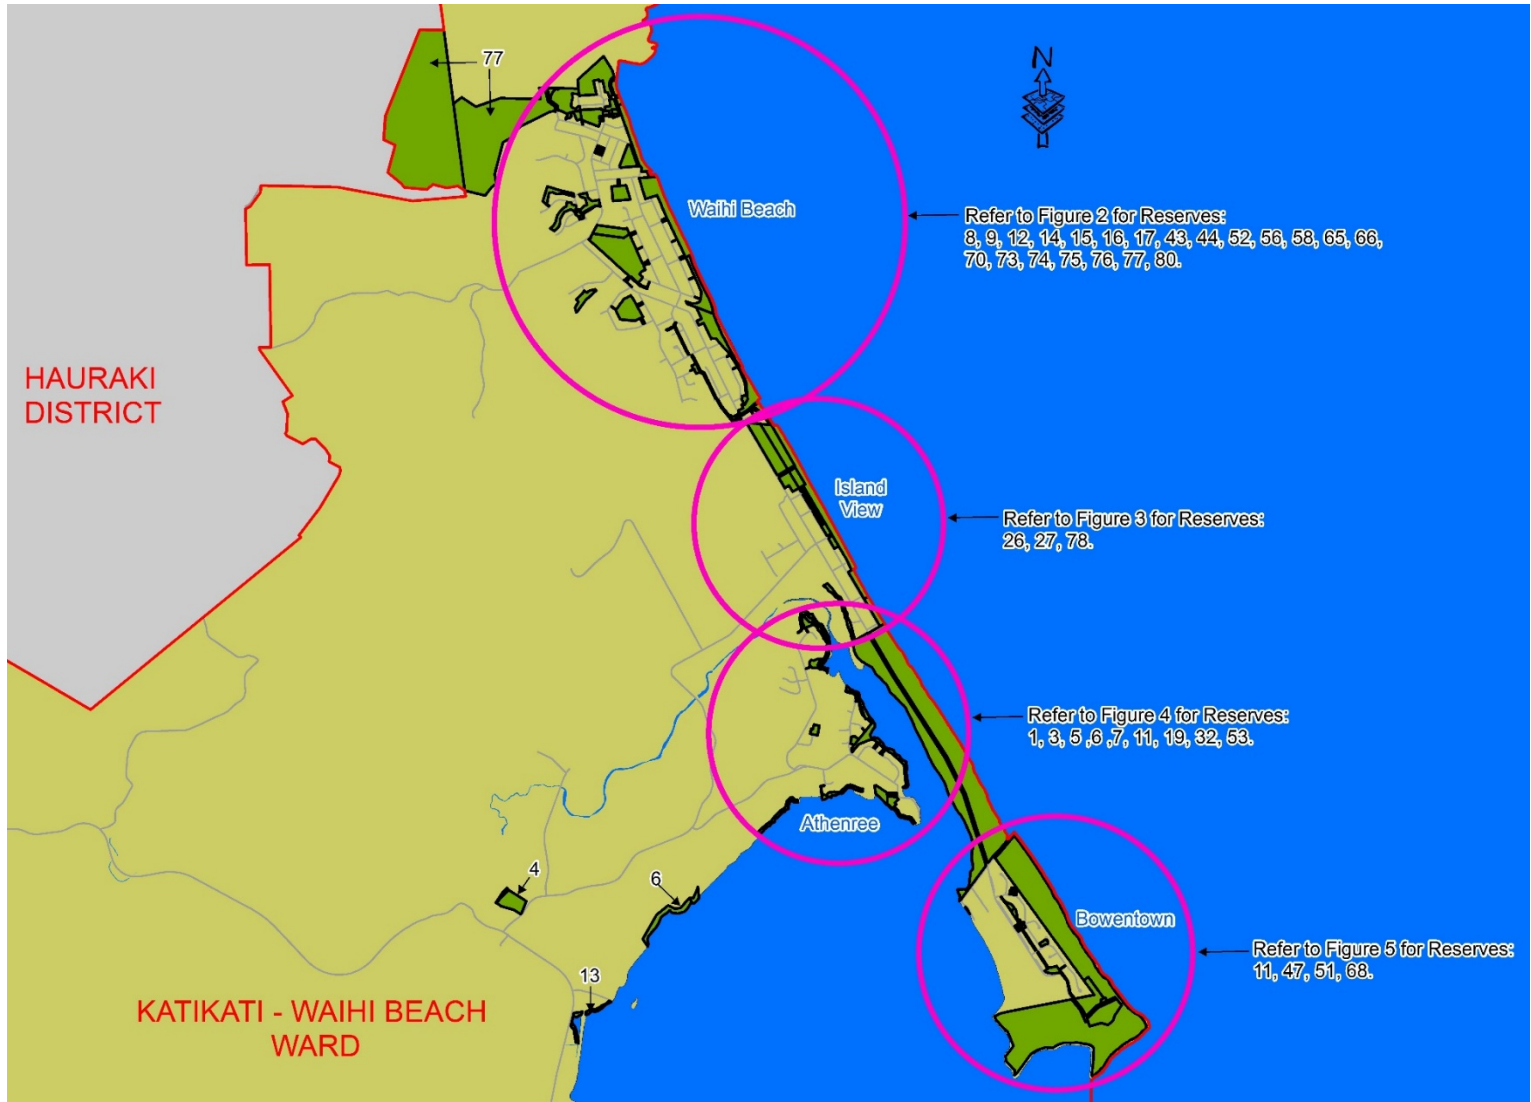 77
N
Waihi Beach
Refer to Figure 2 for Reserves:
8, 9, 12, 14, 15, 16, 17, 43, 44, 52, 56, 58, 65, 66,
70, 73, 74, 75, 76, 77, 80.
HAURAKI
DISTRICT
Island
View
Refer to Figure 3 for Reserves:
26, 27, 78.
Refer to Figure 4 for Reserves:
1, 3, 5 ,6 ,7, 11, 19, 32, 53.
Athenree
4
6
Bowentown
Refer to Figure 5 for Reserves:
11, 47, 51, 68.
13
KATIKATI - WAIHI BEACH
WARD